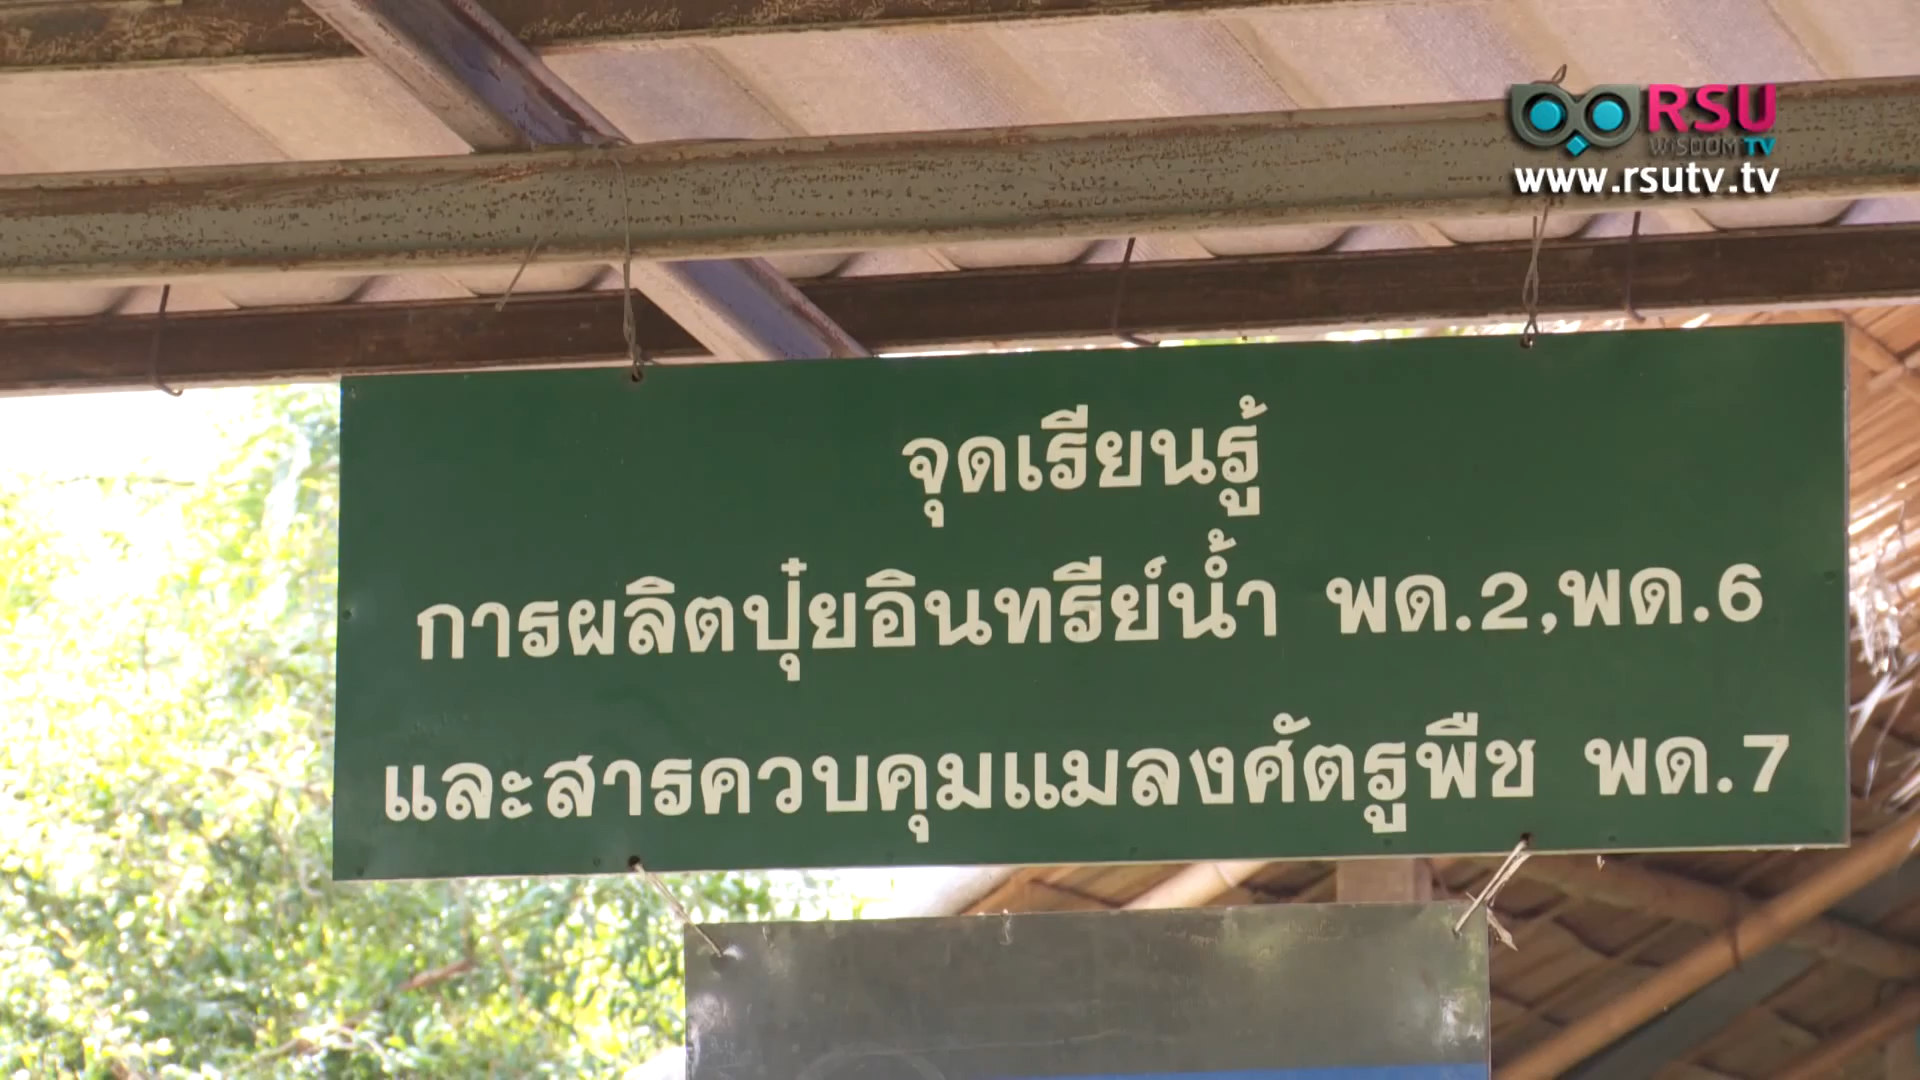 RSU
WISDOM TV
www.rsutv.tv
จุดเรียนรู้
การผลิตปุ๋ยอินทรีย์น้ำ พด.2,พด.6
และสารควบคุมแมลงศัตรูพืช พด.7